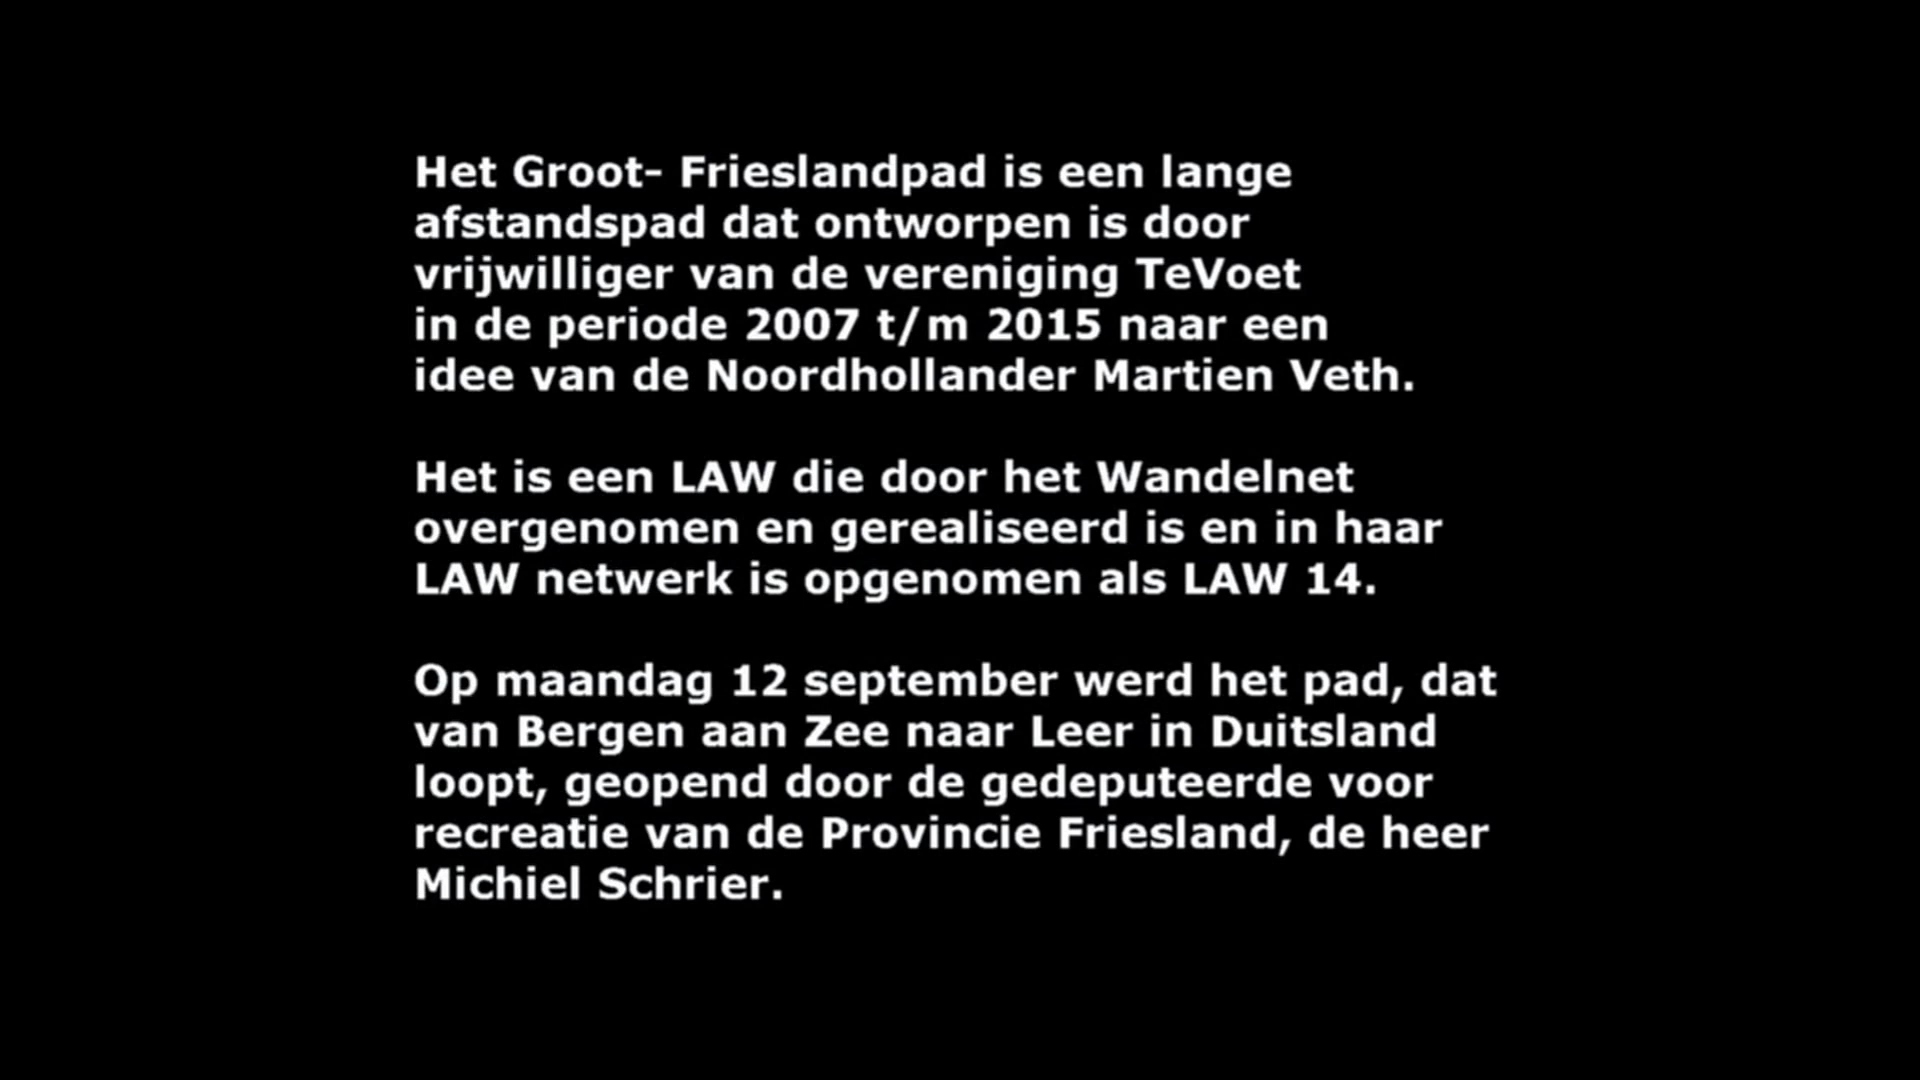 Het Groot- Frieslandpad is een lange
afstandspad dat ontworpen is door
vrijwilliger van de vereniging TeVoet
in de periode 2007 t/m 2015 naar een
idee van de Noordhollander Martien Veth.
Het is een LAW die door het Wandelnet
overgenomen en gerealiseerd is en in haar
LAW netwerk is opgenomen als LAW 14.
Op maandag 12 september werd het pad, dat
van Bergen aan Zee naar Leer in Duitsland
loopt, geopend door de gedeputeerde voor
recreatie van de Provincie Friesland, de heer
Michiel Schrier.